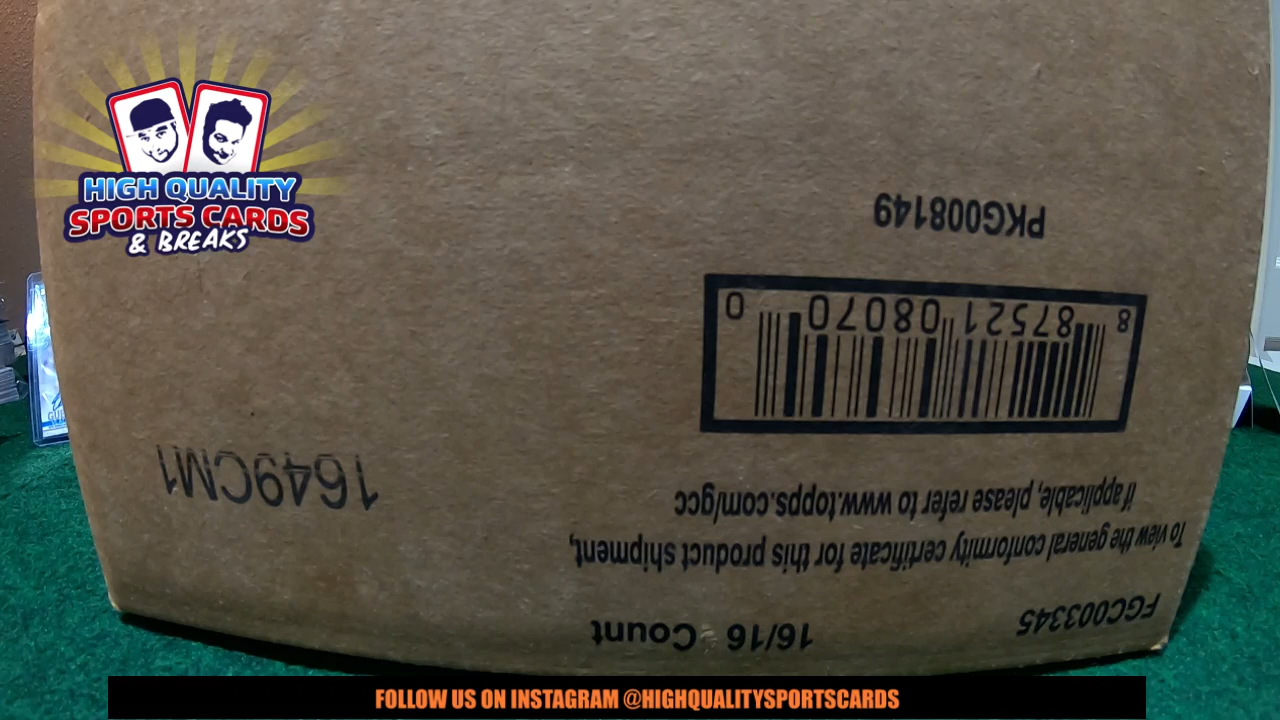 HIGH QUALITY
SPORTS CARDS
& BREAKS
FGC003345
16/16 Count
To view the general conformity certificate for this product shipment,
if applicable, please refer to www.topps.com/gcc
1649CM1
8 87521 08070 0
PKG008149
FOLLOW US ON INSTAGRAM @HIGHQUALITYSPORTSCARDS